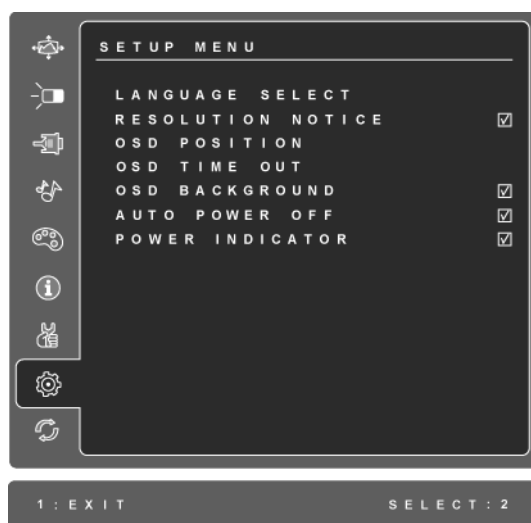 SETUP MENU
LANGUAGE SELECT
RESOLUTION NOTICE ☑
OSD POSITION
OSD TIME OUT
OSD BACKGROUND ☑
AUTO POWER OFF ☑
POWER INDICATOR ☑
1:EXIT SELECT:2